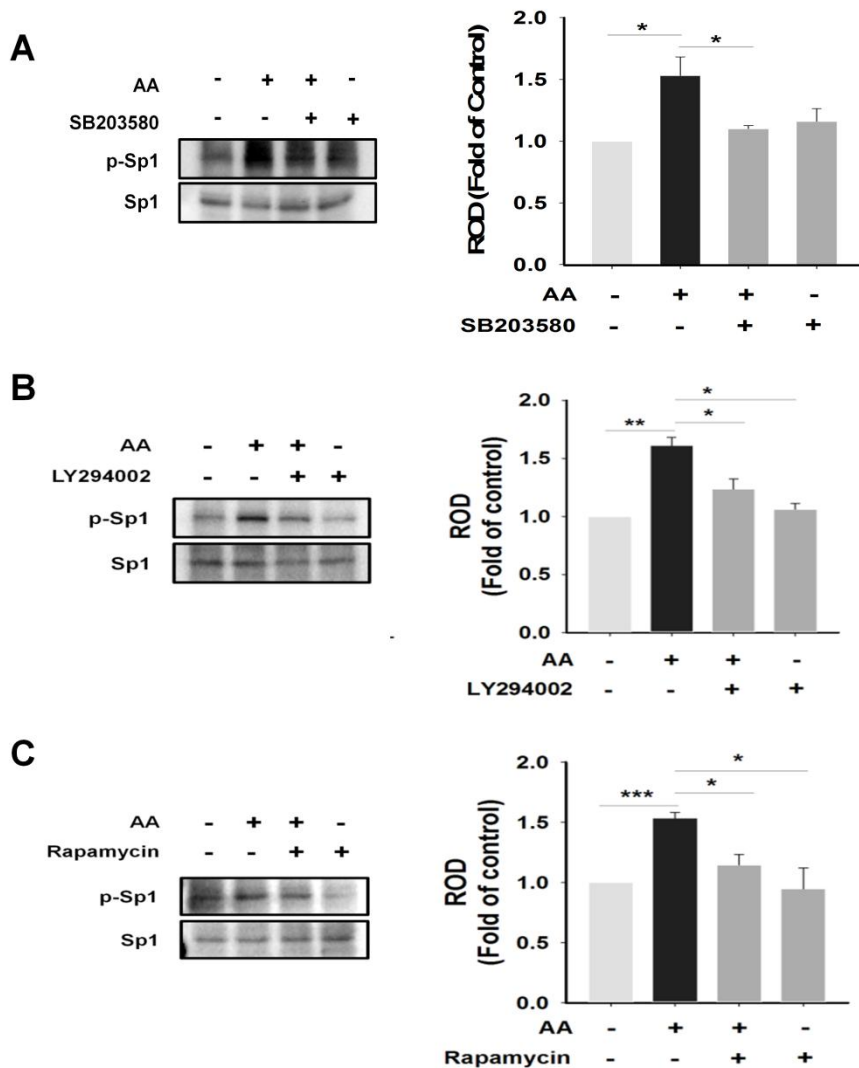 A
AA - + + -
SB203580 - - + +
p-Sp1
Sp1
ROD (Fold of Control)
2.0
1.5
1.0
0.5
0.0
* *
AA - + + -
SB203580 - - + +
B
AA - + + -
LY294002 - - + +
p-Sp1
Sp1
-
ROD
(Fold of control)
2.0
1.5
1.0
0.5
0.0
*
** *
AA - + + -
LY294002 - - + +
C
AA - + + -
Rapamycin - - + +
p-Sp1
Sp1
ROD
(Fold of control)
2.0
1.5
1.0
0.5
0.0
*
*** *
AA - + + -
Rapamycin - - + +